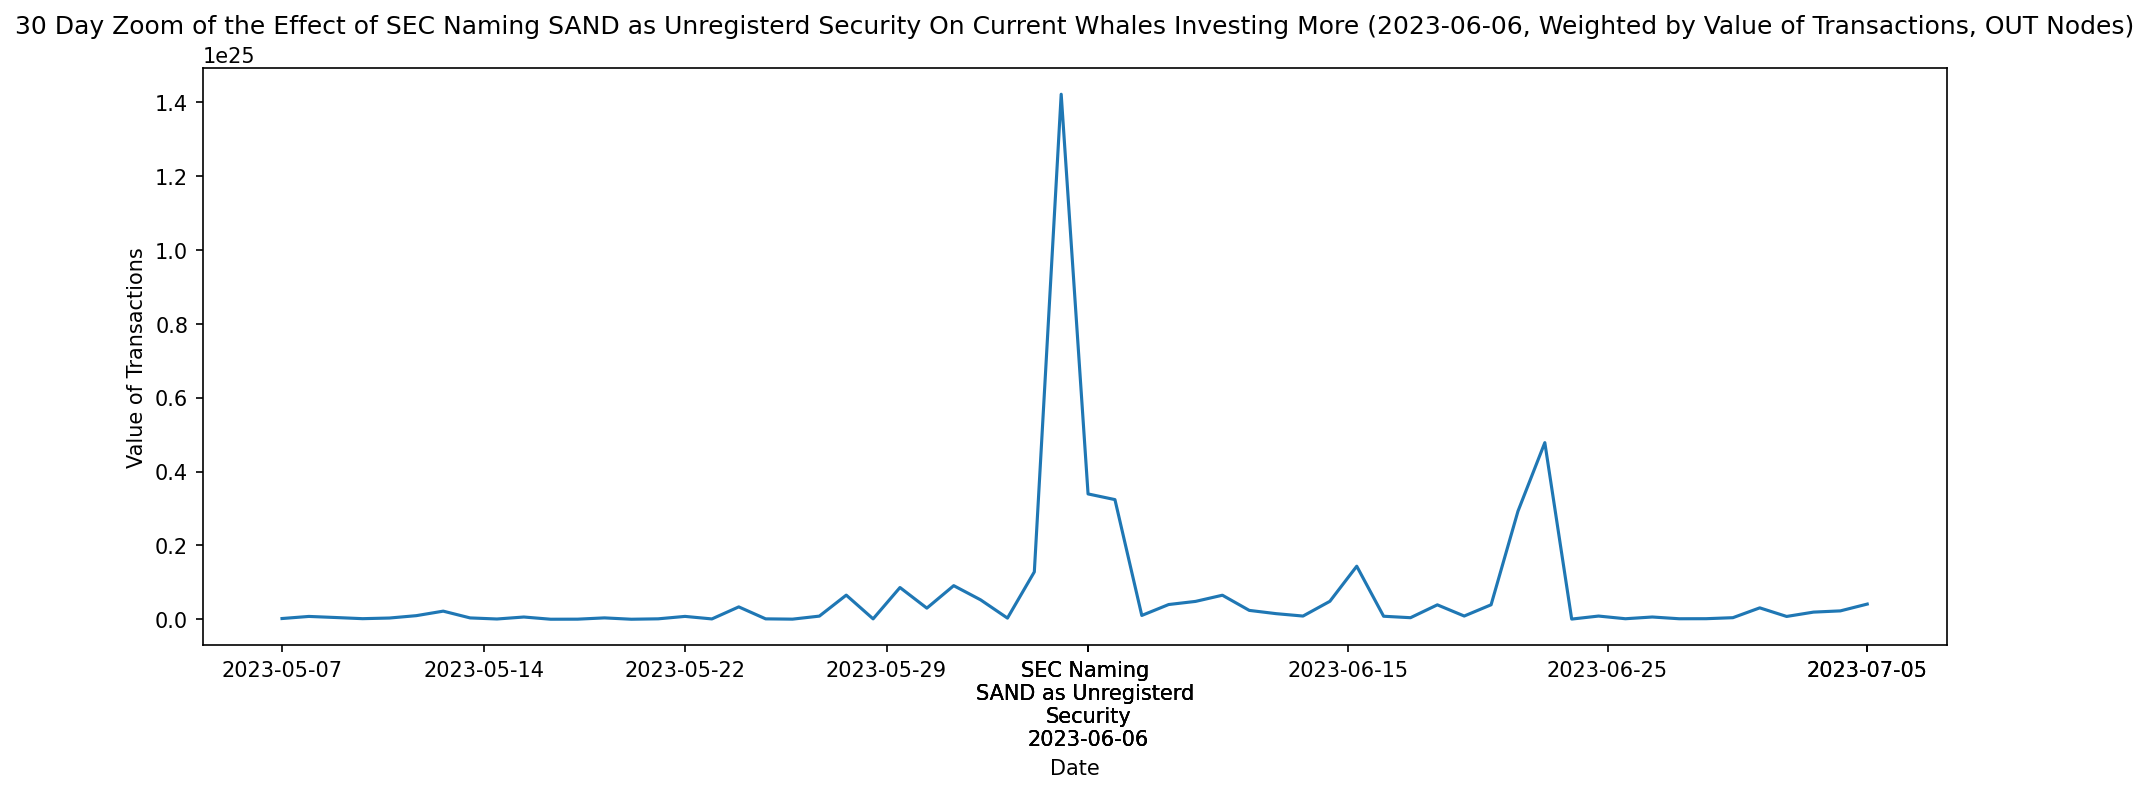 30 Day Zoom of the Effect of SEC Naming SAND as Unregisterd Security On Current Whales Investing More (2023-06-06, Weighted by Value of Transactions, OUT Nodes)
1e25
1.4
1.2
1.0
0.8
0.6
0.4
0.2
0.0
Value of Transactions
2023-05-07 2023-05-14 2023-05-22 2023-05-29 SEC Naming 2023-06-15 2023-06-25 2023-07-05
SAND as Unregisterd
Security
2023-06-06
Date